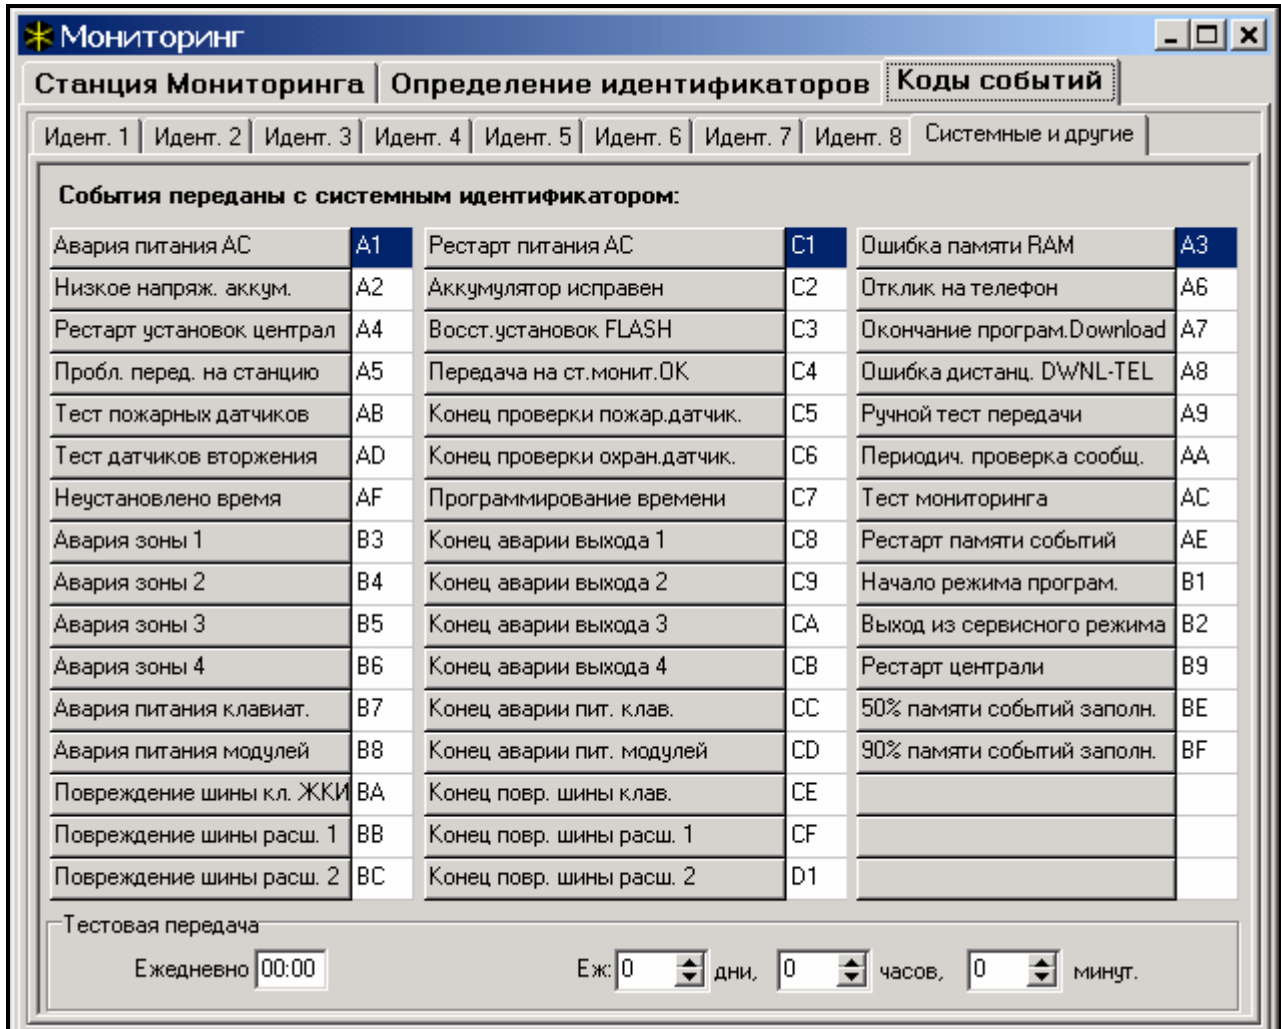 Мониторинг
Станция Мониторинга Определение идентификаторов Коды событий
Идент. 1 Идент. 2 Идент. 3 Идент. 4 Идент. 5 Идент. 6 Идент. 7 Идент. 8 Системные и другие
События переданы с системным идентификатором:
Авария питания AC A1 Рестарт питания AC C1 Ошибка памяти RAM A3
Низкое напряж. аккум. A2 Аккумулятор исправен C2 Отклик на телефон A6
Рестарт установок централ A4 Восст.установок FLASH C3 Окончание програм.Download A7
Пробл. перед. на станцию A5 Передача на ст.монит.OK C4 Ошибка дистанц. DWNL-TEL A8
Тест пожарных датчиков AB Конец проверки пожар.датчик. C5 Ручной тест передачи A9
Тест датчиков вторжения AD Конец проверки охран.датчик. C6 Периодич. проверка сообщ. AA
Неустановлено время AF Программирование времени C7 Тест мониторинга AC
Авария зоны 1 B3 Конец аварии выхода 1 C8 Рестарт памяти событий AE
Авария зоны 2 B4 Конец аварии выхода 2 C9 Начало режима програм. B1
Авария зоны 3 B5 Конец аварии выхода 3 CA Выход из сервисного режима B2
Авария зоны 4 B6 Конец аварии выхода 4 CB Рестарт централи B9
Авария питания клавиат. B7 Конец аварии пит. клав. CC 50% памяти событий заполн. BE
Авария питания модулей B8 Конец аварии пит. модулей CD 90% памяти событий заполн. BF
Повреждение шины кл. ЖКИ BA Конец повр. шины клав. CE
Повреждение шины расш. 1 BB Конец повр. шины расш. 1 CF
Повреждение шины расш. 2 BC Конец повр. шины расш. 2 D1
Тестовая передача
Ежедневно 00:00 Еж: 0 дни, 0 часов, 0 минут.